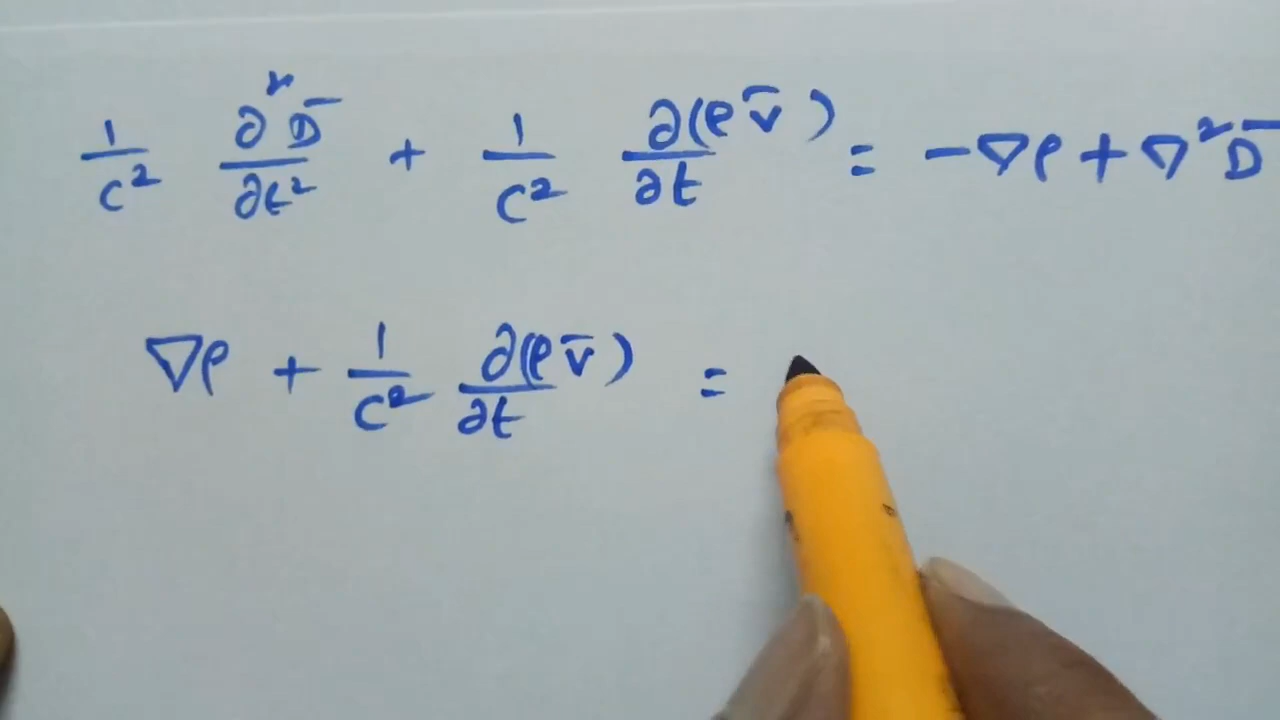 1/c² ∂²D̄/∂t² + 1/c² ∂(ρv̄)/∂t = -∇ρ + ∇²D̄
∇ρ + 1/c² ∂(ρv̄)/∂t =